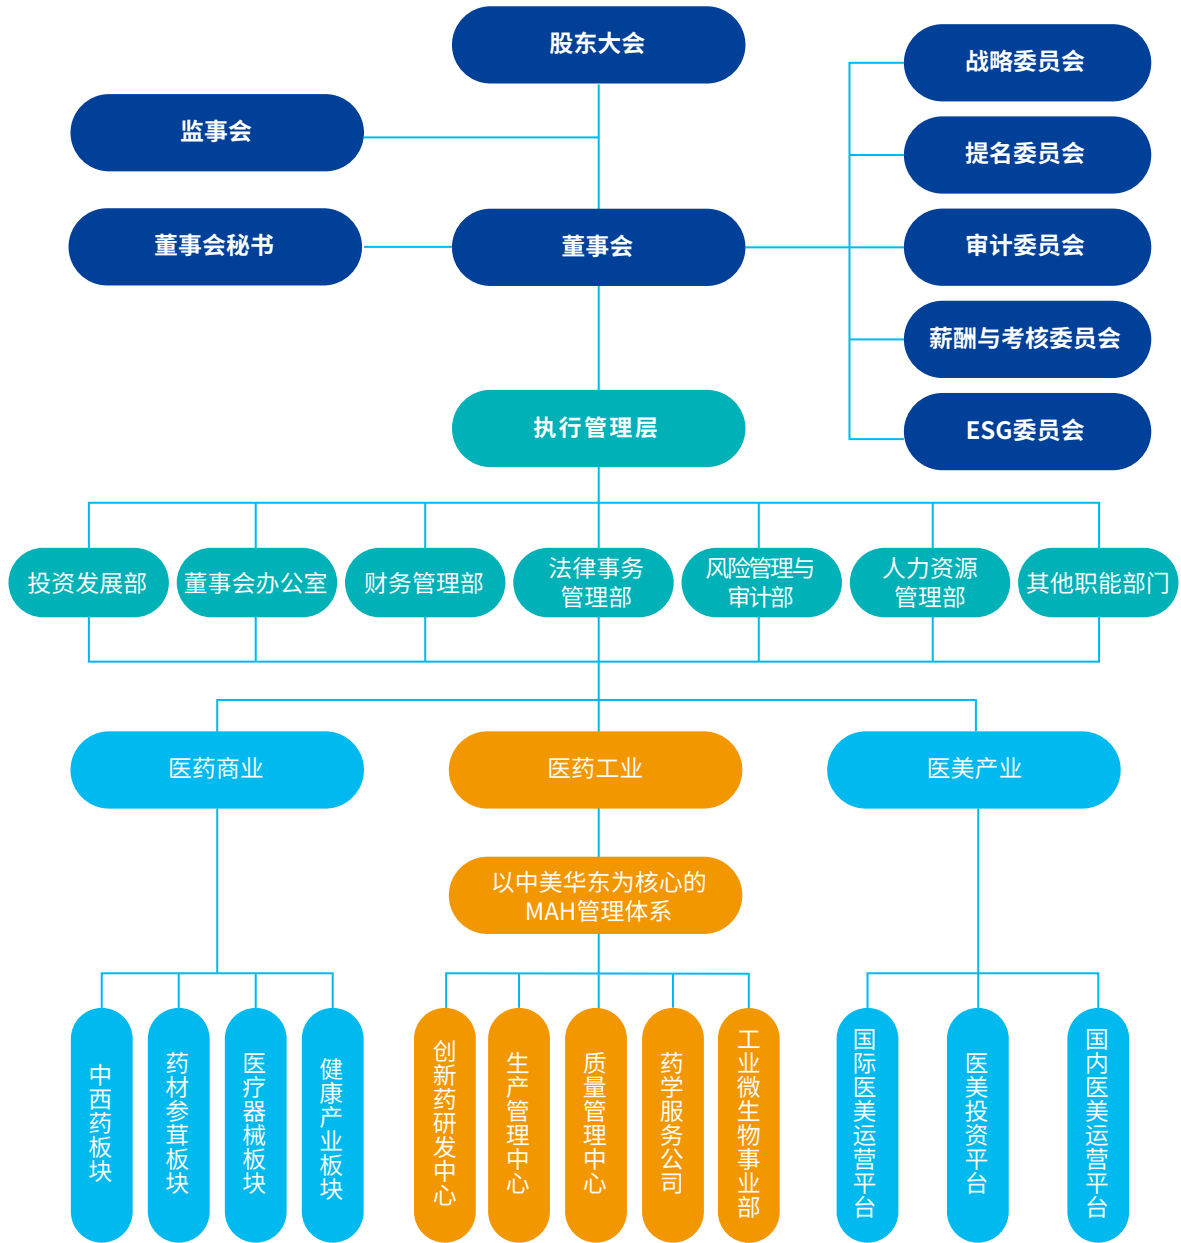 股东大会
监事会
董事会秘书
董事会
战略委员会
提名委员会
审计委员会
薪酬与考核委员会
ESG委员会
执行管理层
投资发展部
董事会办公室
财务管理部
法律事务
管理部
风险管理与
审计部
人力资源
管理部
其他职能部门
医药商业
医药工业
医美产业
以中美华东为核心的
MAH管理体系
中西药板块
药材参茸板块
医疗器械板块
健康产业板块
创新药研发中心
生产管理中心
质量管理中心
药学服务公司
工业微生物事业部
国际医美运营平台
医美投资平台
国内医美运营平台